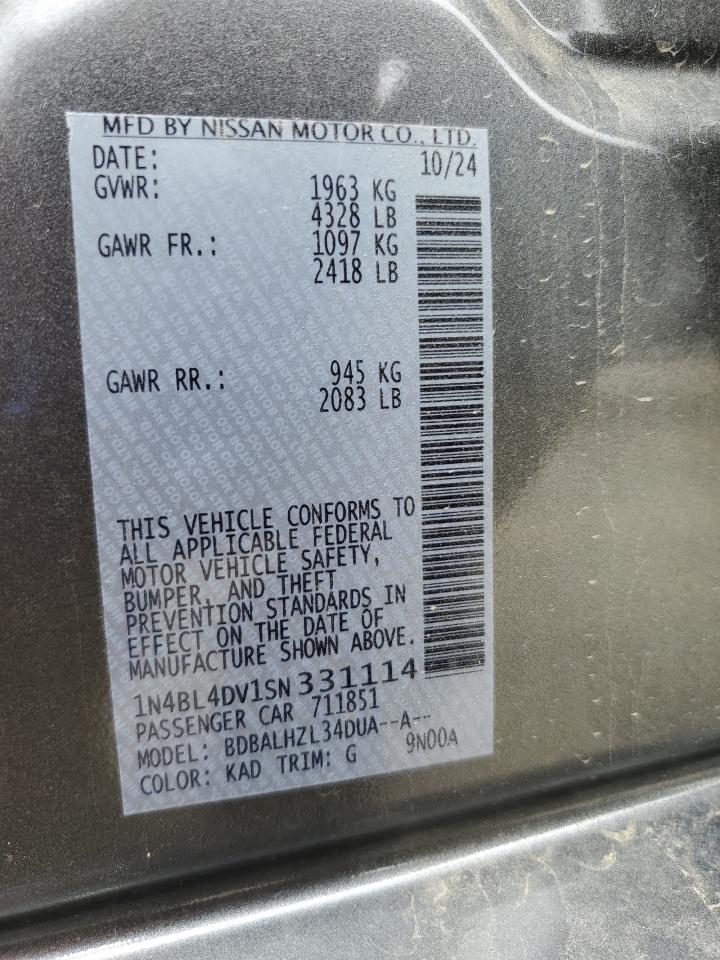 MFD BY NISSAN MOTOR CO., LTD.
DATE: 10/24
GVWR: 1963 KG
4328 LB
GAWR FR.: 1097 KG
2418 LB
GAWR RR.: 945 KG
2083 LB
THIS VEHICLE CONFORMS TO
ALL APPLICABLE FEDERAL
MOTOR VEHICLE SAFETY,
BUMPER, AND THEFT
PREVENTION STANDARDS IN
EFFECT ON THE DATE OF
MANUFACTURE SHOWN ABOVE.
1N4BL4DV1SN331114
PASSENGER CAR 711851
MODEL: BDBALHZL34DUA--A--
COLOR: KAD TRIM: G 9N00A